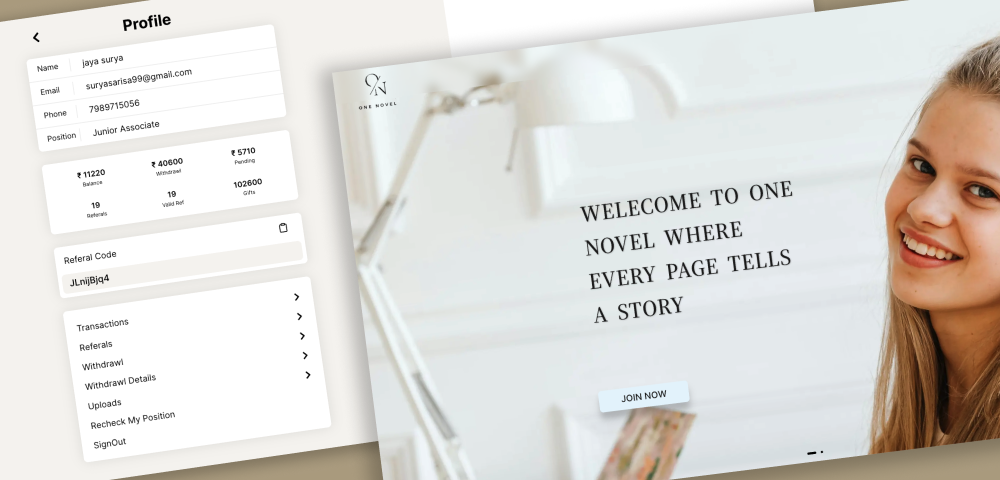 Profile
Name jaya surya
Email suryasarisa99@gmail.com
Phone 7989715056
Position Junior Associate
₹ 11220 ₹ 40600 ₹ 5710
Balance Withdrawl Pending
19 19 102600
Referals Valid Ref Gifts
Referal Code
JLnijBjq4
Transactions
Referals
Withdrawl
Withdrawl Details
Uploads
Recheck My Position
SignOut
ON
ONE NOVEL
WELECOME TO ONE
NOVEL WHERE
EVERY PAGE TELLS
A STORY
JOIN NOW